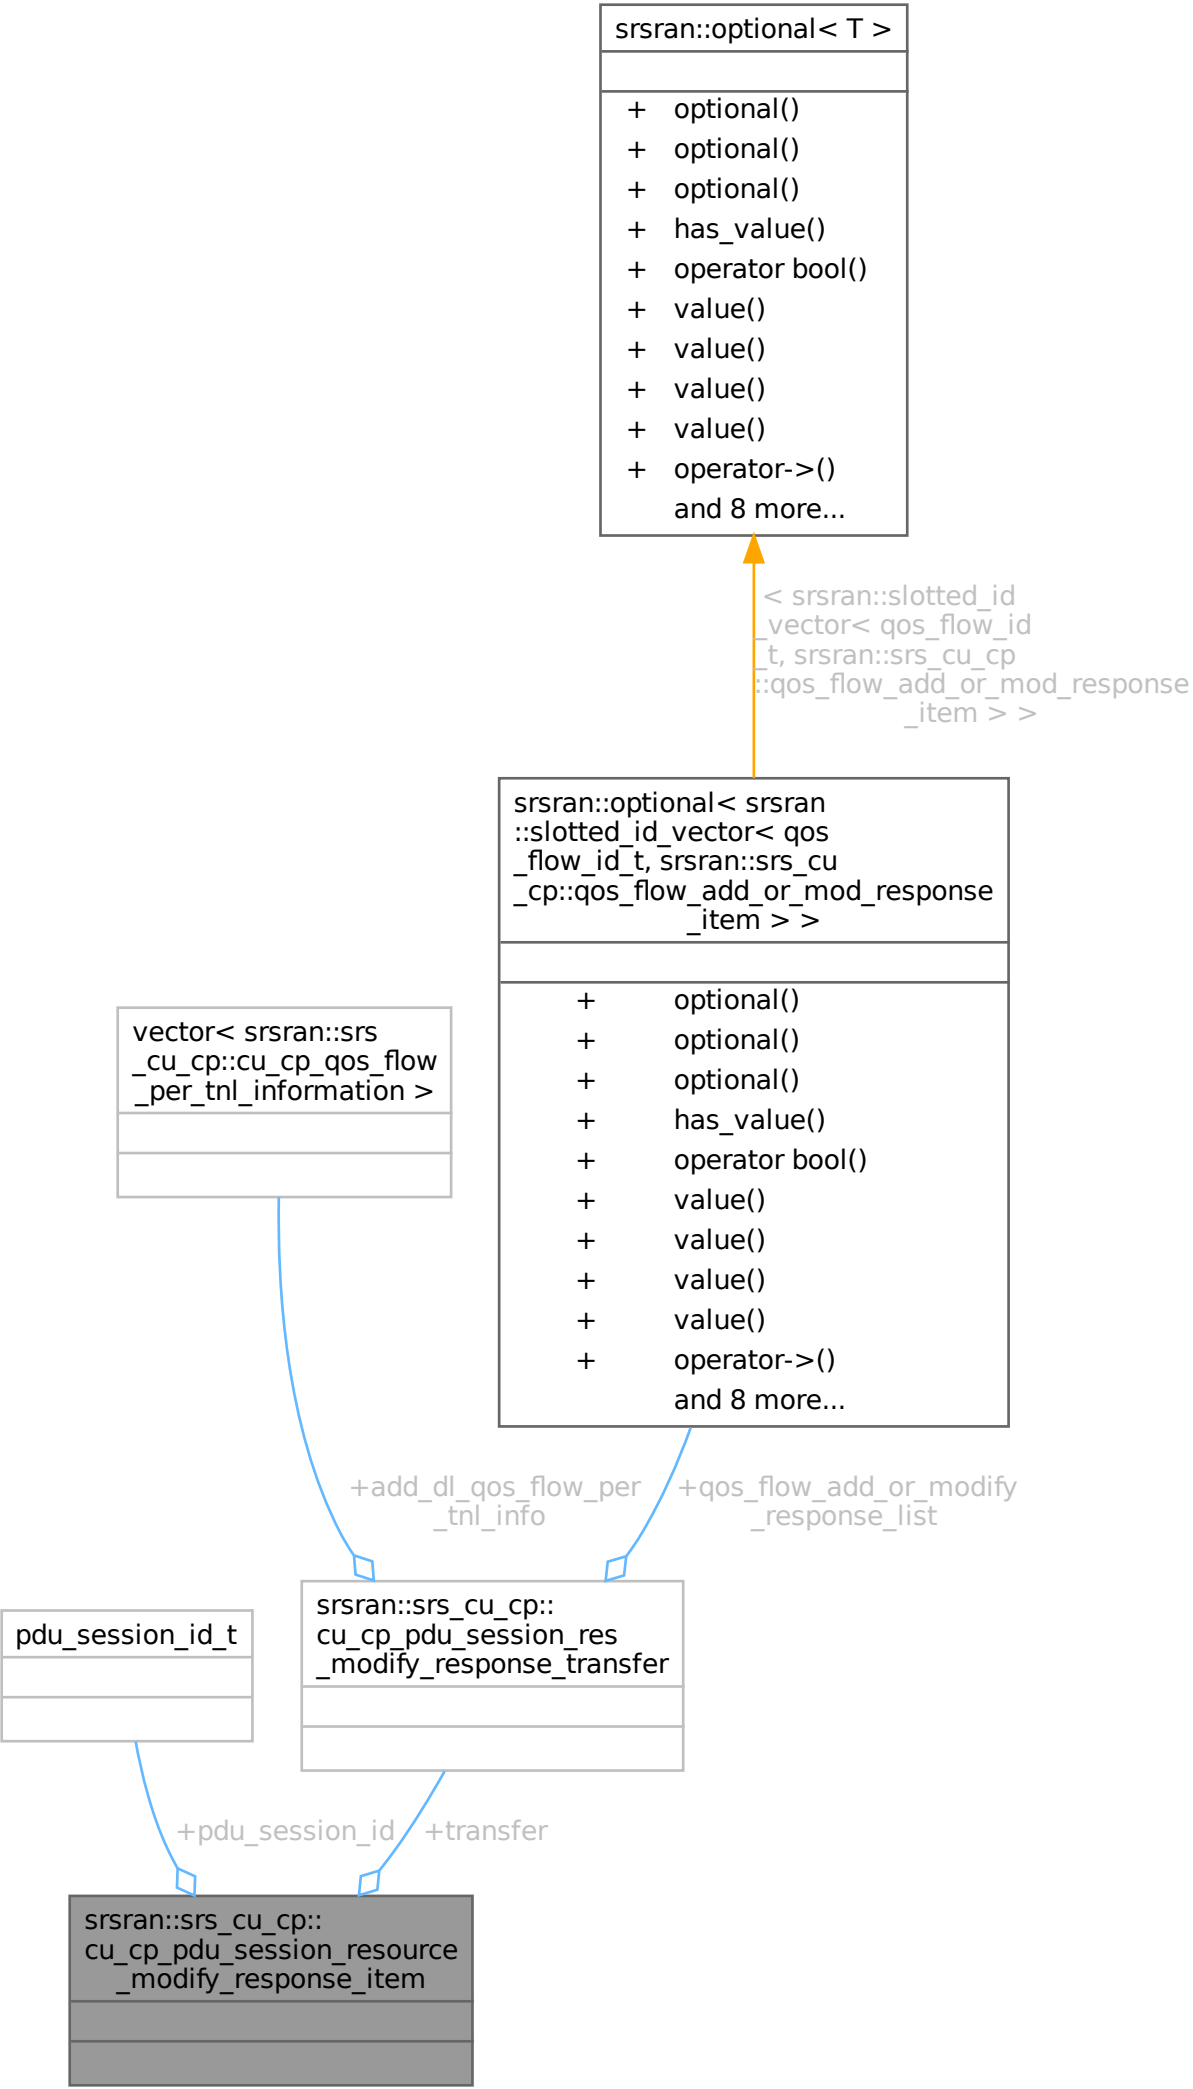 srsran::optional< T >
+ optional()
+ optional()
+ optional()
+ has_value()
+ operator bool()
+ value()
+ value()
+ value()
+ value()
+ operator->()
and 8 more...
< srsran::slotted_id
_vector< qos_flow_id
_t, srsran::srs_cu_cp
::qos_flow_add_or_mod_response
_item > >
srsran::optional< srsran
::slotted_id_vector< qos
_flow_id_t, srsran::srs_cu
_cp::qos_flow_add_or_mod_response
_item > >
+ optional()
+ optional()
+ optional()
+ has_value()
+ operator bool()
+ value()
+ value()
+ value()
+ value()
+ operator->()
and 8 more...
vector< srsran::srs
_cu_cp::cu_cp_qos_flow
_per_tnl_information >
+add_dl_qos_flow_per
_tnl_info
+qos_flow_add_or_modify
_response_list
srsran::srs_cu_cp::
cu_cp_pdu_session_res
_modify_response_transfer
pdu_session_id_t
+pdu_session_id
+transfer
srsran::srs_cu_cp::
cu_cp_pdu_session_resource
_modify_response_item